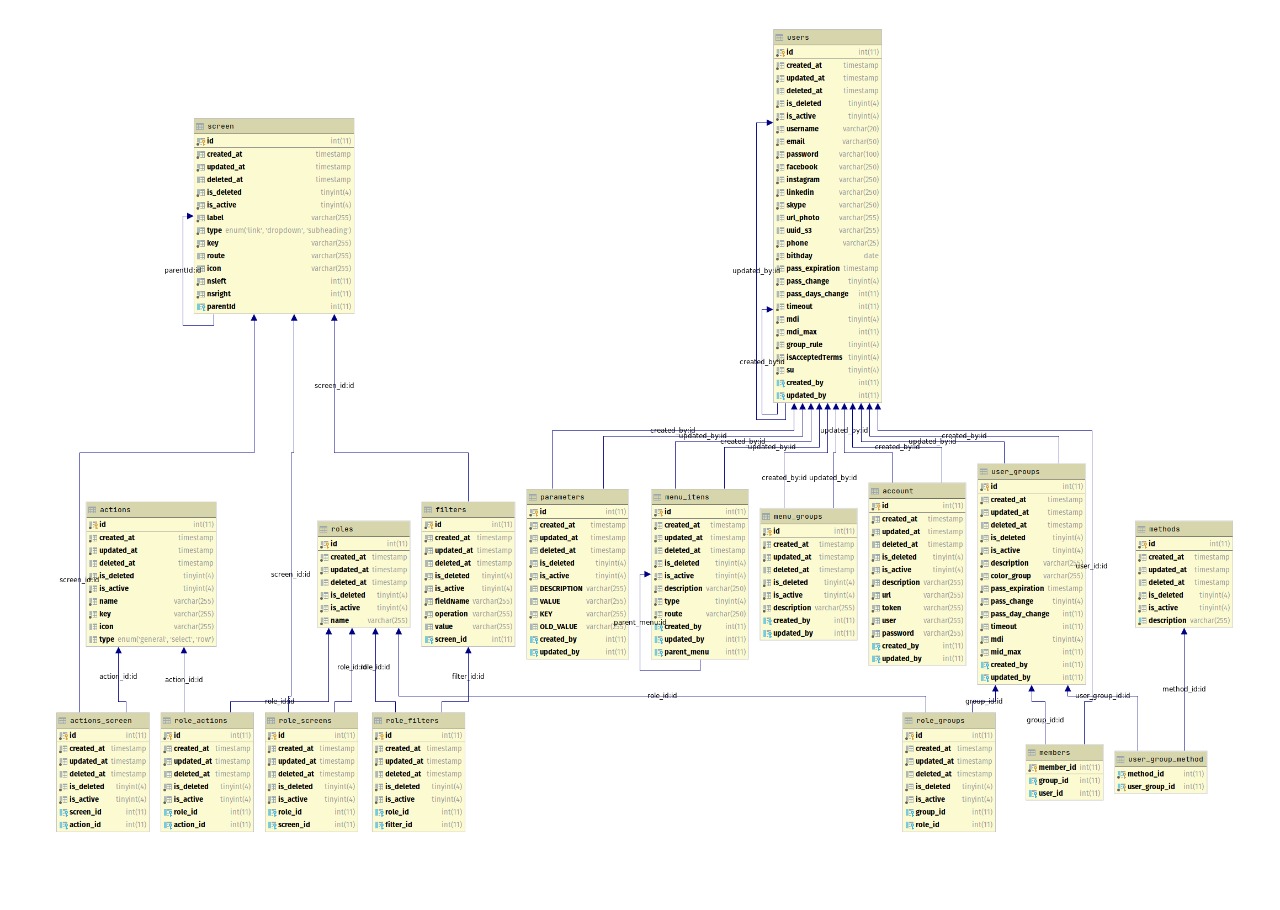 users
id int(11)
created_at timestamp
updated_at timestamp
deleted_at timestamp
is_deleted tinyint(4)
is_active tinyint(4)
username varchar(20)
email varchar(50)
password varchar(100)
facebook varchar(250)
instagram varchar(250)
linkedin varchar(250)
skype varchar(250)
url_photo varchar(255)
uuid_s3 varchar(255)
phone varchar(25)
bithday date
pass_expiration timestamp
pass_change tinyint(4)
pass_days_change int(11)
timeout int(11)
mdi tinyint(4)
mdi_max int(11)
group_rule tinyint(4)
isAcceptedTerms tinyint(4)
su tinyint(4)
created_by int(11)
updated_by int(11)
updated_by:id
created_by:id
screen
id int(11)
created_at timestamp
updated_at timestamp
deleted_at timestamp
is_deleted tinyint(4)
is_active tinyint(4)
label varchar(255)
type enum('link', 'dropdown', 'subheading')
key varchar(255)
route varchar(255)
icon varchar(255)
nsleft int(11)
nsright int(11)
parentId int(11)
parentId:id
screen_id:id
created_by:id
updated_by:id
created_by:id
updated_by:id
updated_by:id
created_by:id
updated_by:id
created_by:id
created_by:id
updated_by:id
actions
id int(11)
created_at timestamp
updated_at timestamp
deleted_at timestamp
is_deleted tinyint(4)
is_active tinyint(4)
name varchar(255)
key varchar(255)
icon varchar(255)
type enum('general', 'select', 'row')
screen_id:id
roles
id int(11)
created_at timestamp
updated_at timestamp
deleted_at timestamp
is_deleted tinyint(4)
is_active tinyint(4)
name varchar(255)
screen_id:id
filters
id int(11)
created_at timestamp
updated_at timestamp
deleted_at timestamp
is_deleted tinyint(4)
is_active tinyint(4)
fieldName varchar(255)
operation varchar(255)
value varchar(255)
screen_id int(11)
parameters
id int(11)
created_at timestamp
updated_at timestamp
deleted_at timestamp
is_deleted tinyint(4)
is_active tinyint(4)
DESCRIPTION varchar(255)
VALUE varchar(255)
KEY varchar(255)
OLD_VALUE varchar(255)
created_by int(11)
updated_by int(11)
menu_itens
id int(11)
created_at timestamp
updated_at timestamp
deleted_at timestamp
is_deleted tinyint(4)
is_active tinyint(4)
description varchar(250)
type int(11)
route varchar(250)
created_by int(11)
updated_by int(11)
parent_menu int(11)
parent_menu:id
menu_groups
id int(11)
created_at timestamp
updated_at timestamp
deleted_at timestamp
is_deleted tinyint(4)
is_active tinyint(4)
description varchar(255)
created_by int(11)
updated_by int(11)
account
id int(11)
created_at timestamp
updated_at timestamp
deleted_at timestamp
is_deleted tinyint(4)
is_active tinyint(4)
description varchar(255)
url varchar(255)
token varchar(255)
user varchar(255)
password varchar(255)
created_by int(11)
updated_by int(11)
user_groups
id int(11)
created_at timestamp
updated_at timestamp
deleted_at timestamp
is_deleted tinyint(4)
is_active tinyint(4)
description varchar(255)
color_group varchar(255)
pass_expiration timestamp
pass_change tinyint(4)
pass_day_change int(11)
timeout int(11)
mdi tinyint(4)
mid_max int(11)
created_by int(11)
updated_by int(11)
user_id:id
methods
id int(11)
created_at timestamp
updated_at timestamp
deleted_at timestamp
is_deleted tinyint(4)
is_active tinyint(4)
description varchar(255)
action_id:id
action_id:id
role_id:id
role_id:id
role_id:id
filter_id:id
role_id:id
group_id:id
group_id:id
user_group_id:id
method_id:id
actions_screen
id int(11)
created_at timestamp
updated_at timestamp
deleted_at timestamp
is_deleted tinyint(4)
is_active tinyint(4)
screen_id int(11)
action_id int(11)
role_actions
id int(11)
created_at timestamp
updated_at timestamp
deleted_at timestamp
is_deleted tinyint(4)
is_active tinyint(4)
role_id int(11)
action_id int(11)
role_screens
id int(11)
created_at timestamp
updated_at timestamp
deleted_at timestamp
is_deleted tinyint(4)
is_active tinyint(4)
role_id int(11)
screen_id int(11)
role_filters
id int(11)
created_at timestamp
updated_at timestamp
deleted_at timestamp
is_deleted tinyint(4)
is_active tinyint(4)
role_id int(11)
filter_id int(11)
role_groups
id int(11)
created_at timestamp
updated_at timestamp
deleted_at timestamp
is_deleted tinyint(4)
is_active tinyint(4)
group_id int(11)
role_id int(11)
members
member_id int(11)
group_id int(11)
user_id int(11)
user_group_method
method_id int(11)
user_group_id int(11)